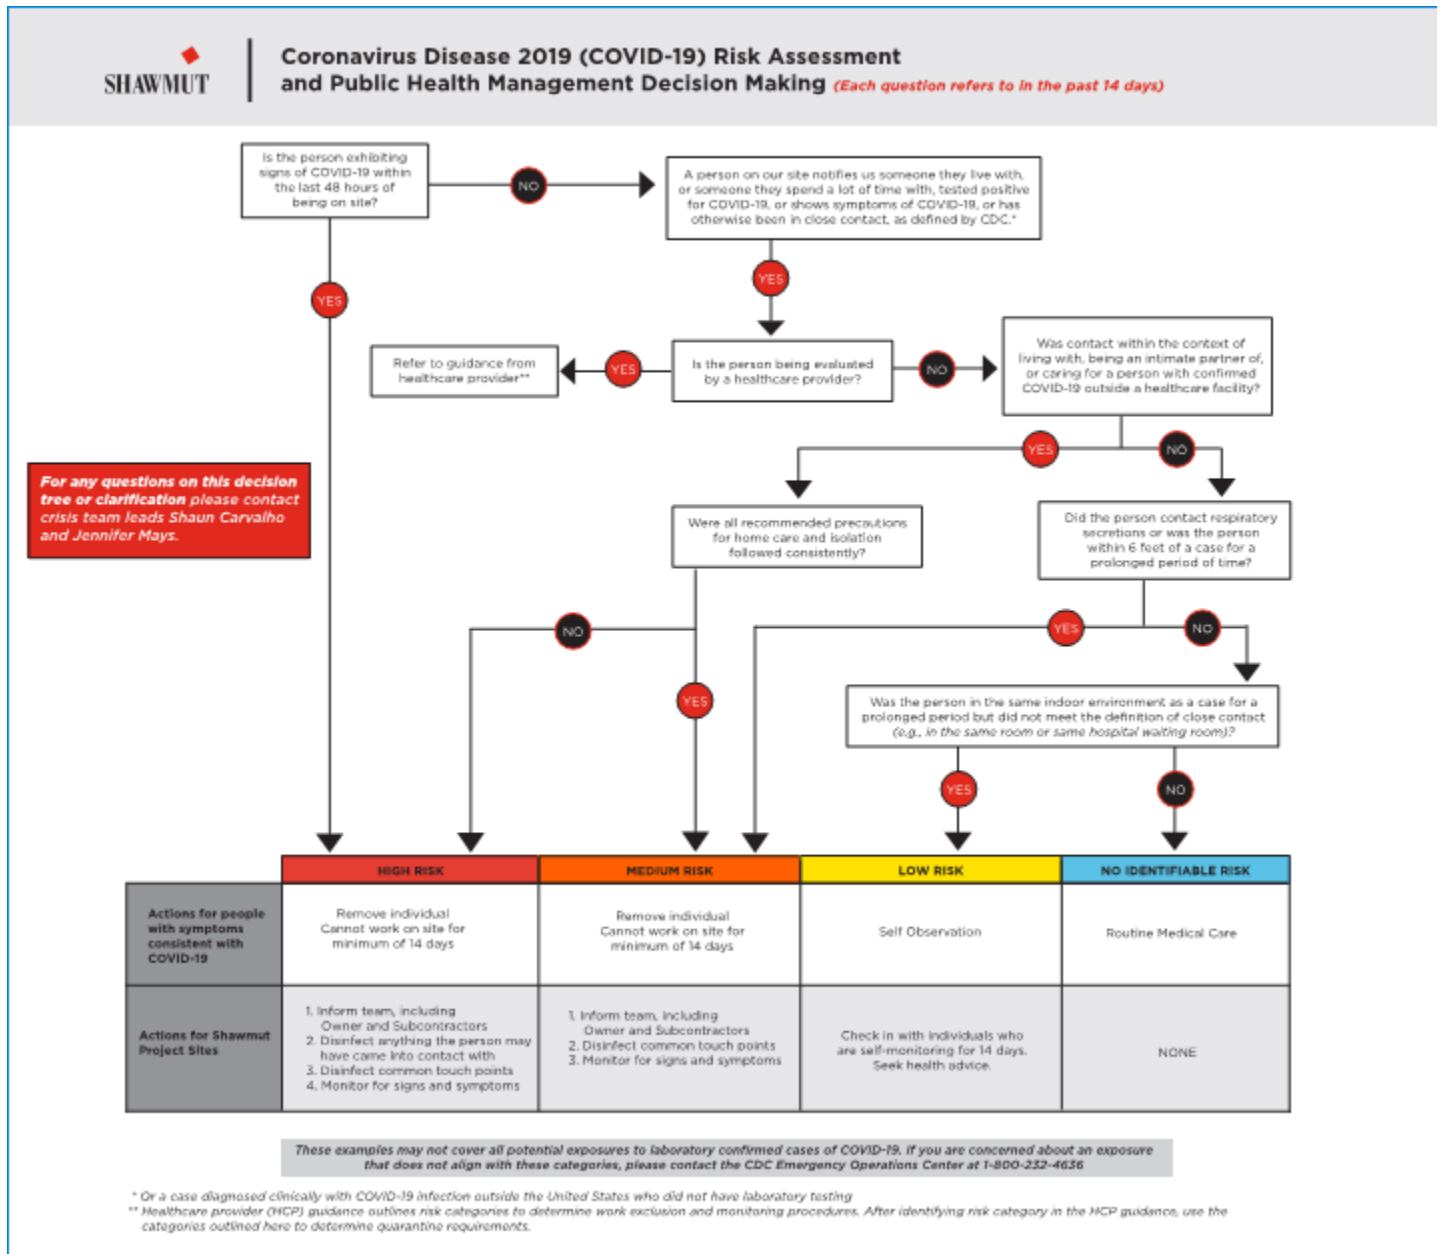 SHAWMUT
Coronavirus Disease 2019 (COVID-19) Risk Assessment
and Public Health Management Decision Making (Each question refers to in the past 14 days)
Is the person exhibiting
signs of COVID-19 within
the last 48 hours of
being on site?
NO
A person on our site notifies us someone they live with,
or someone they spend a lot of time with, tested positive
for COVID-19, or shows symptoms of COVID-19, or has
otherwise been in close contact, as defined by CDC.*
YES
YES
Refer to guidance from
healthcare provider**
YES
Is the person being evaluated
by a healthcare provider?
NO
Was contact within the context of
living with, being an intimate partner of,
or caring for a person with confirmed
COVID-19 outside a healthcare facility?
YES
NO
For any questions on this decision
tree or clarification please contact
crisis team leads Shaun Carvalho
and Jennifer Mays.
Were all recommended precautions
for home care and isolation
followed consistently?
Did the person contact respiratory
secretions or was the person
within 6 feet of a case for a
prolonged period of time?
NO
YES
NO
YES
Was the person in the same indoor environment as a case for a
prolonged period but did not meet the definition of close contact
(e.g., in the same room or same hospital waiting room)?
YES
NO
HIGH RISK
MEDIUM RISK
LOW RISK
NO IDENTIFIABLE RISK
Actions for people
with symptoms
consistent with
COVID-19
Remove individual
Cannot work on site for
minimum of 14 days
Remove individual
Cannot work on site for
minimum of 14 days
Self Observation
Routine Medical Care
Actions for Shawmut
Project Sites
1. Inform team, including
Owner and Subcontractors
2. Disinfect anything the person may
have came into contact with
3. Disinfect common touch points
4. Monitor for signs and symptoms
1. Inform team, including
Owner and Subcontractors
2. Disinfect common touch points
3. Monitor for signs and symptoms
Check in with individuals who
are self-monitoring for 14 days.
Seek health advice.
NONE
These examples may not cover all potential exposures to laboratory confirmed cases of COVID-19. If you are concerned about an exposure
that does not align with these categories, please contact the CDC Emergency Operations Center at 1-800-232-4636
* Or a case diagnosed clinically with COVID-19 infection outside the United States who did not have laboratory testing
** Healthcare provider (HCP) guidance outlines risk categories to determine work exclusion and monitoring procedures. After identifying risk category in the HCP guidance, use the
categories outlined here to determine quarantine requirements.